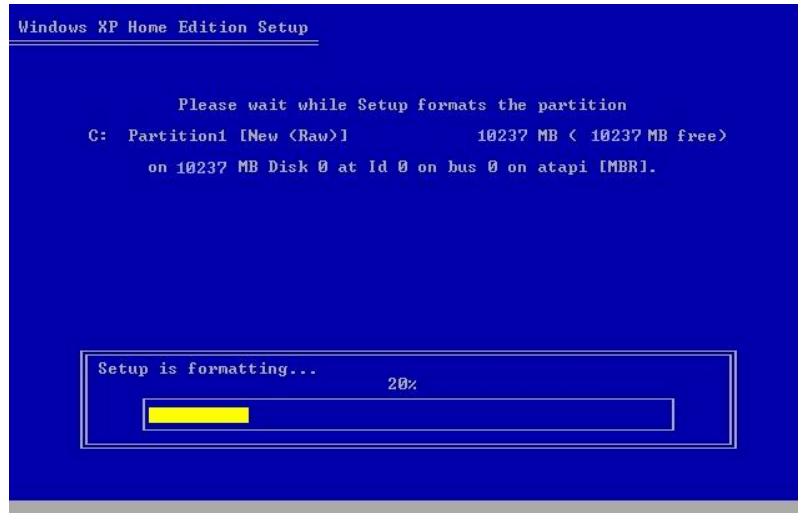 Windows XP Home Edition Setup
Please wait while Setup formats the partition
C: Partition1 [New (Raw)] 10237 MB ( 10237 MB free)
on 10237 MB Disk 0 at Id 0 on bus 0 on atapi [MBR].
Setup is formatting...
20%